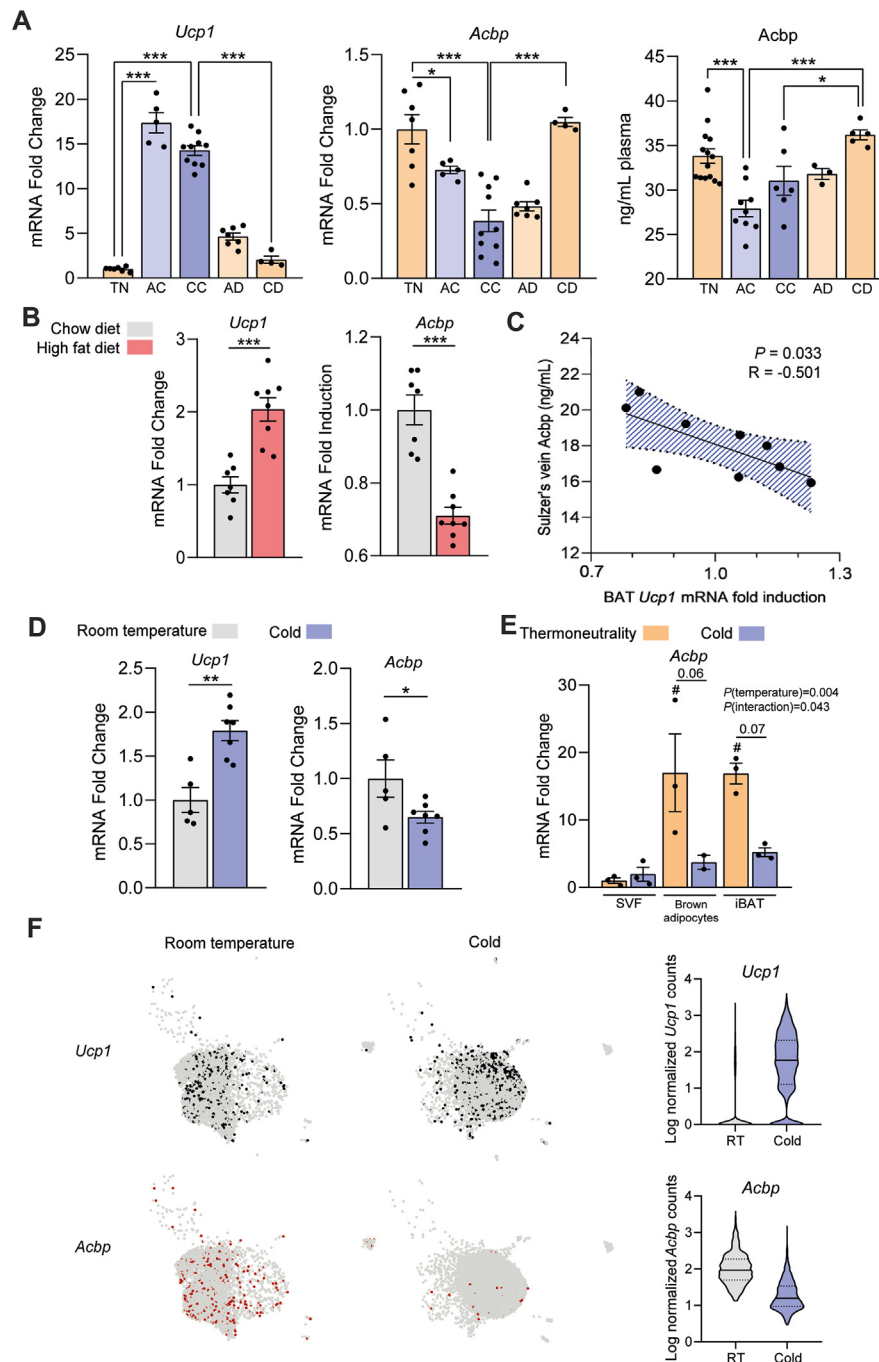 A
Ucp1
Acbp
Acbp
mRNA Fold Change
25
20
15
10
5
0
***
***
***
TN AC CC AD CD
mRNA Fold Change
1.5
1.0
0.5
0.0
***
*
***
TN AC CC AD CD
ng/mL plasma
45
40
35
30
25
20
***
***
*
TN AC CC AD CD
B
Chow diet
High fat diet
Ucp1
***
mRNA Fold Change
3
2
1
0
Acbp
***
mRNA Fold Induction
1.2
1.0
0.8
0.6
C
P = 0.033
R = -0.501
Sulzer's vein Acbp (ng/mL)
24
22
20
18
16
14
12
0.7 1.0 1.3
BAT Ucp1 mRNA fold induction
D
Room temperature
Cold
Ucp1
**
mRNA Fold Change
2.5
2.0
1.5
1.0
0.5
0.0
Acbp
*
mRNA Fold Change
2.0
1.5
1.0
0.5
0.0
E
Thermoneutrality
Cold
Acbp
0.06
#
P(temperature)=0.004
P(interaction)=0.043
0.07
#
mRNA Fold Change
30
20
10
0
SVF
Brown
adipocytes
iBAT
F
Room temperature
Cold
Ucp1
Acbp
Ucp1
Log normalized Ucp1 counts
4
3
2
1
0
RT Cold
Acbp
Log normalized Acbp counts
4
3
2
1
0
RT Cold